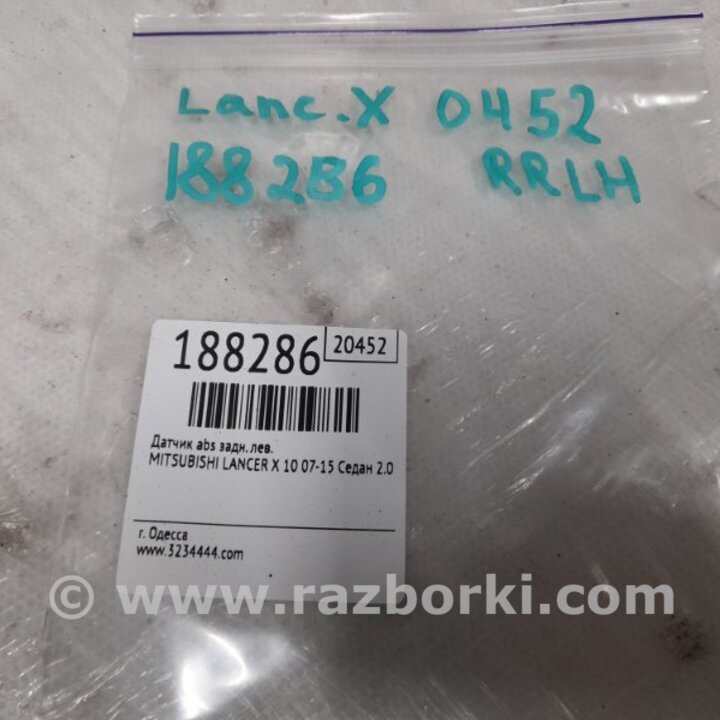 Lanc.X 0452
188286 RRLH
188286 20452
Датчик abs задн.лев.
MITSUBISHI LANCER X 10 07-15 Седан 2.0
г. Одесса
www.3234444.com
© www.razborki.com